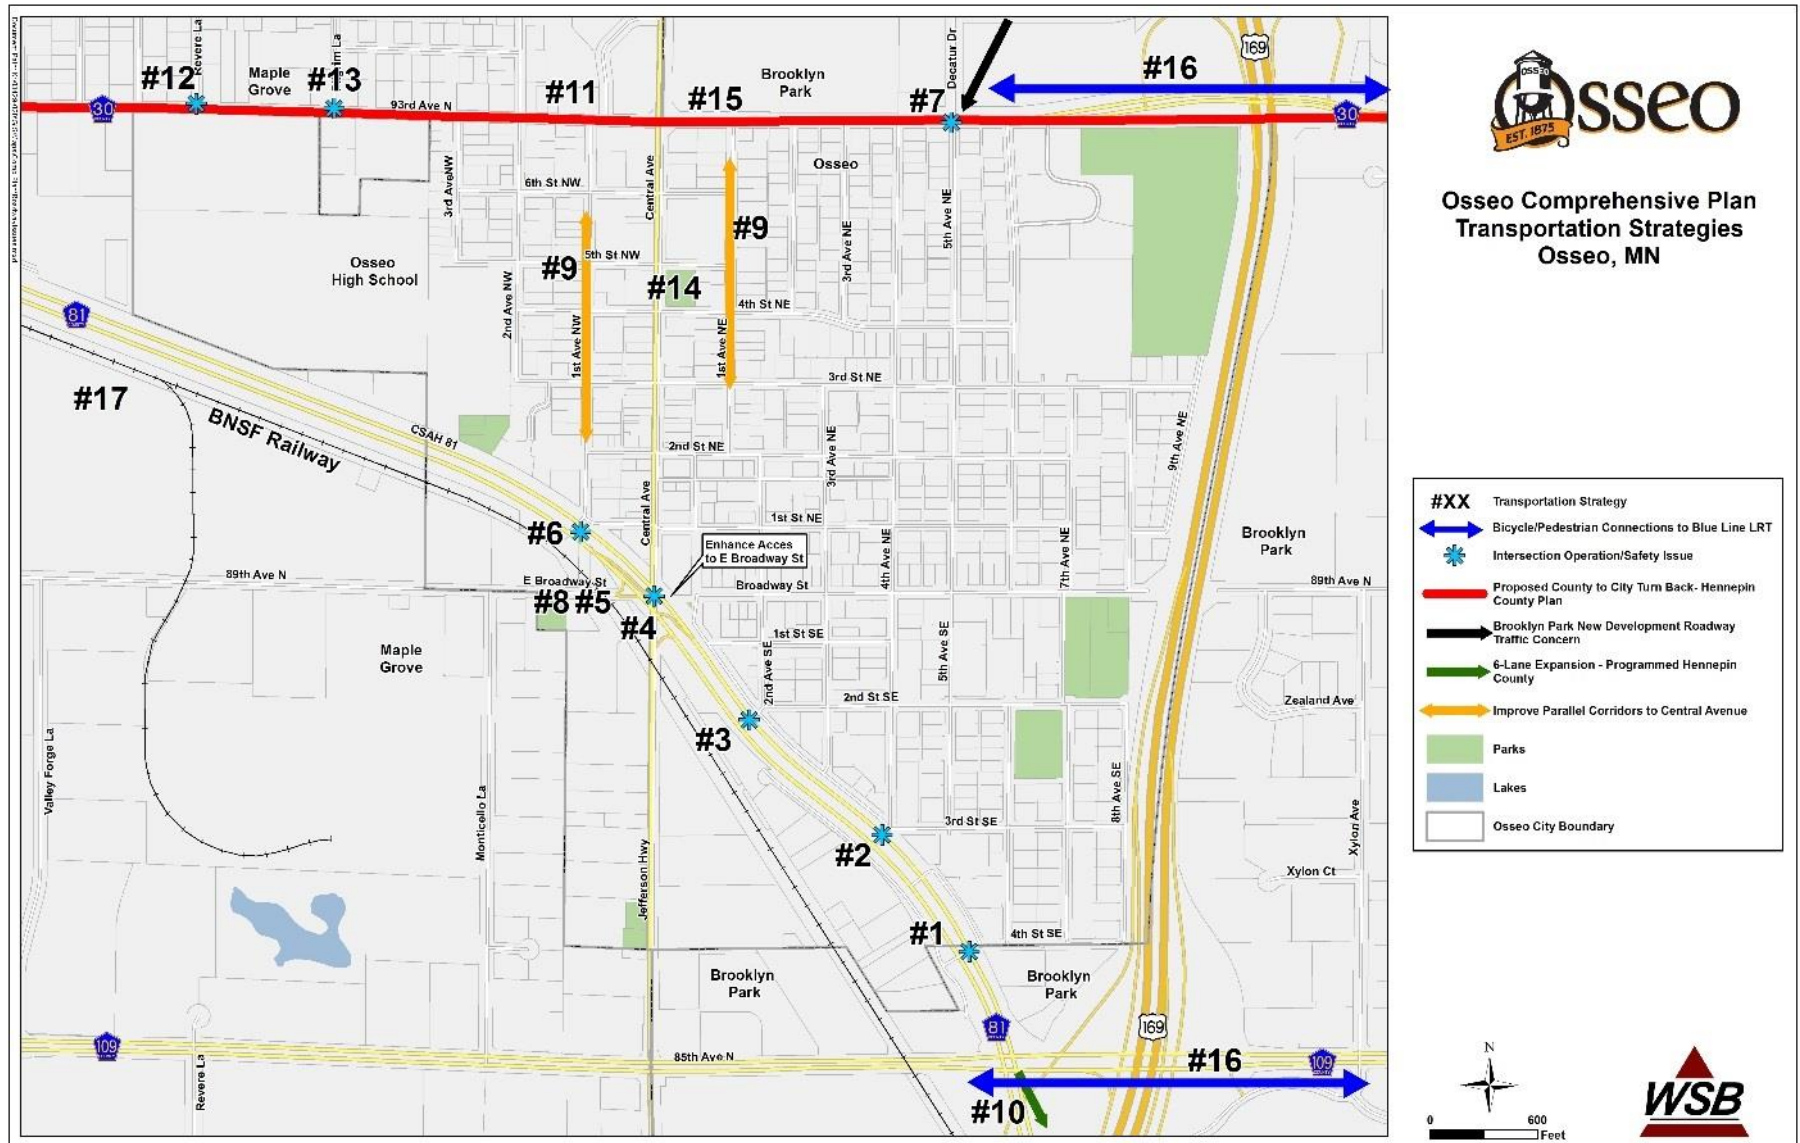 Revere La
Decatur Dr
169
#12
Maple
Grove
#13
#11
Brooklyn
Park
#15
#7
#16
30
93rd Ave N
30
OSSEO
Osseo
EST. 1875
Osseo Comprehensive Plan
Transportation Strategies
Osseo, MN
3rd AveNW
6th St NW
Central Ave
Osseo
#9
3rd Ave NE
5th Ave NE
Osseo
High School
#9
5th St NW
#14
2nd Ave NW
1st Ave NW
4th St NE
1st Ave NE
81
#17
BNSF Railway
CSAH 81
3rd St NE
2nd St NE
3rd Ave NE
9th Ave NE
#6
Central Ave
1st St NE
Enhance Acces
to E Broadway St
4th Ave NE
7th Ave NE
Brooklyn
Park
89th Ave N
E Broadway St
Broadway St
89th Ave N
#8
#5
#4
1st St SE
Maple
Grove
2nd Ave SE
5th Ave SE
2nd St SE
Zealand Ave
#3
Valley Forge La
Monticello La
Jefferson Hwy
8th Ave SE
Xylon Ave
3rd St SE
#2
Xylon Ct
#1
4th St SE
Brooklyn
Park
Brooklyn
Park
81
169
109
85th Ave N
#16
109
Revere La
#10
#XX
Transportation Strategy
Bicycle/Pedestrian Connections to Blue Line LRT
Intersection Operation/Safety Issue
Proposed County to City Turn Back- Hennepin
County Plan
Brooklyn Park New Development Roadway
Traffic Concern
6-Lane Expansion - Programmed Hennepin
County
Improve Parallel Corridors to Central Avenue
Parks
Lakes
Osseo City Boundary
N
0
600
Feet
WSB